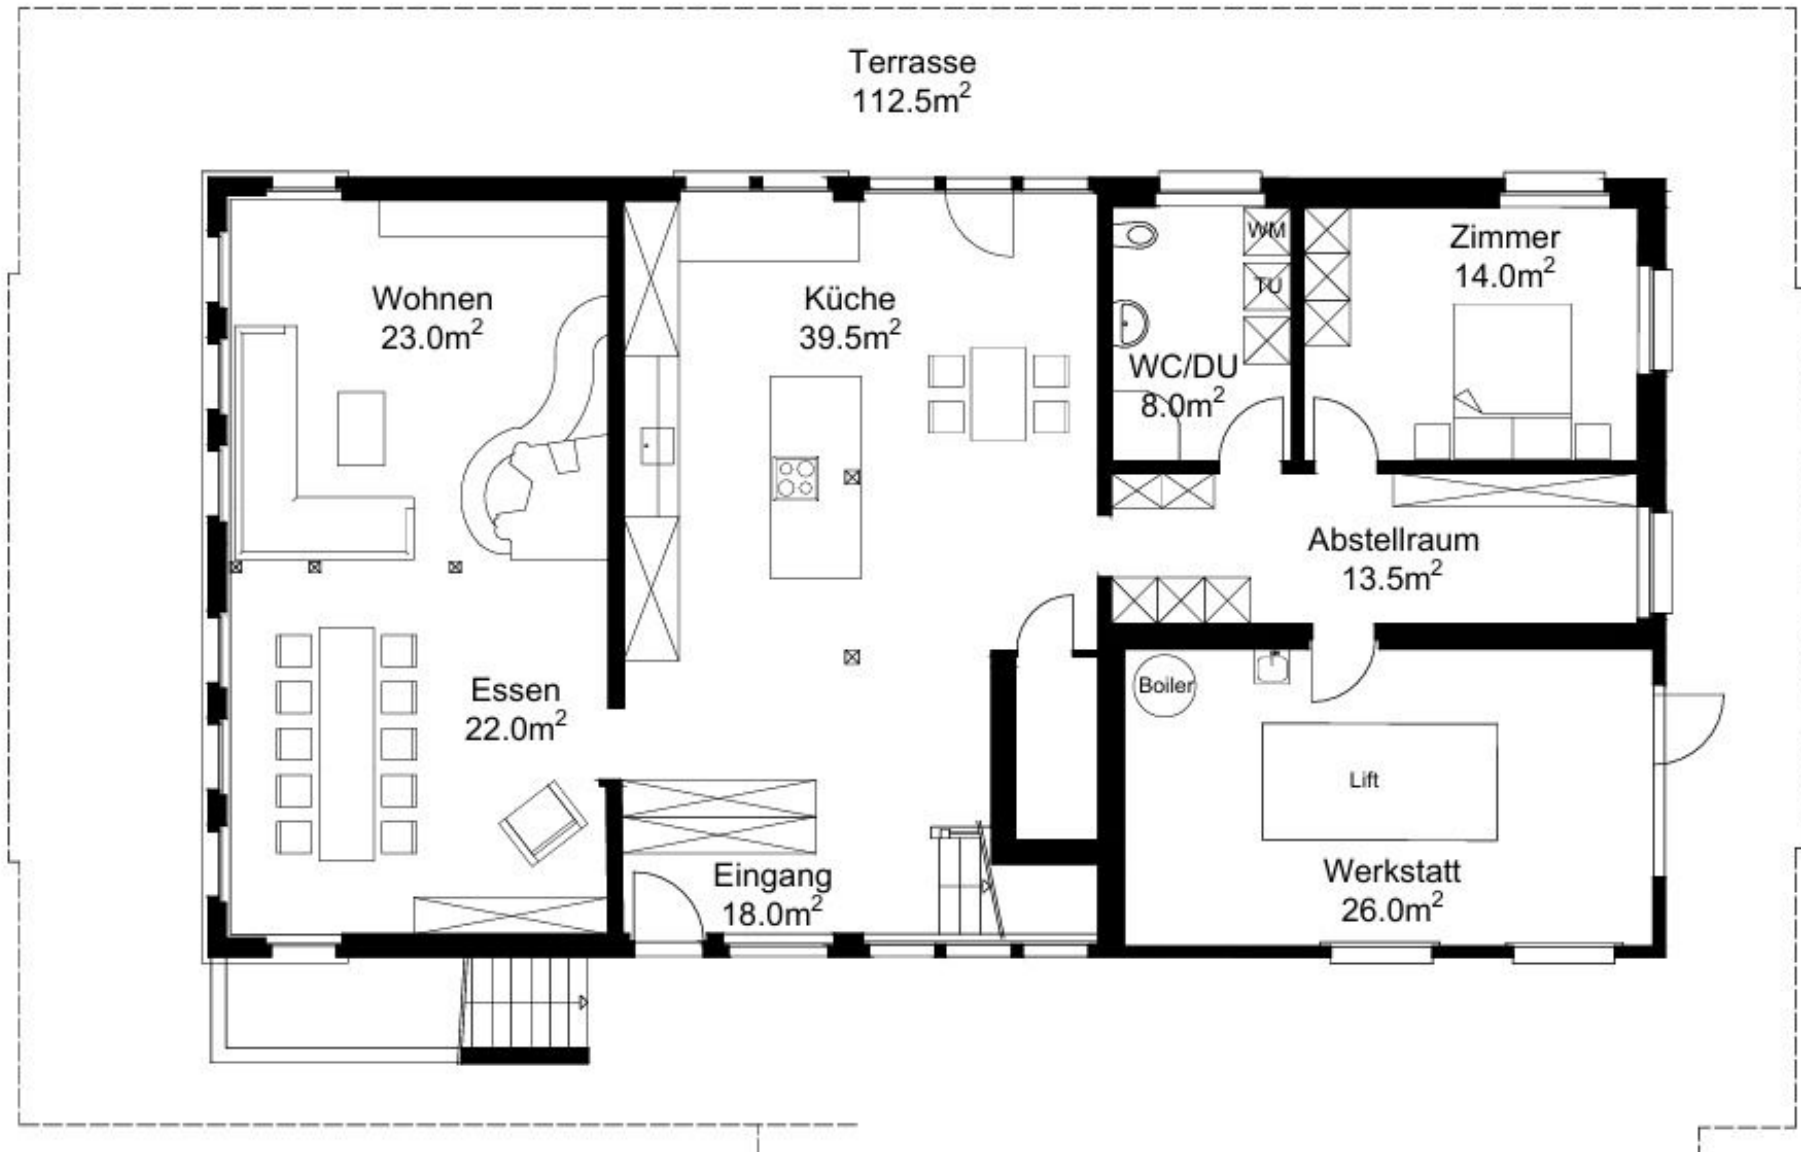 Terrasse
112.5m²
Wohnen
23.0m²
Küche
39.5m²
WM
TU
WC/DU
8.0m²
Zimmer
14.0m²
Abstellraum
13.5m²
Essen
22.0m²
Boiler
Lift
Eingang
18.0m²
Werkstatt
26.0m²